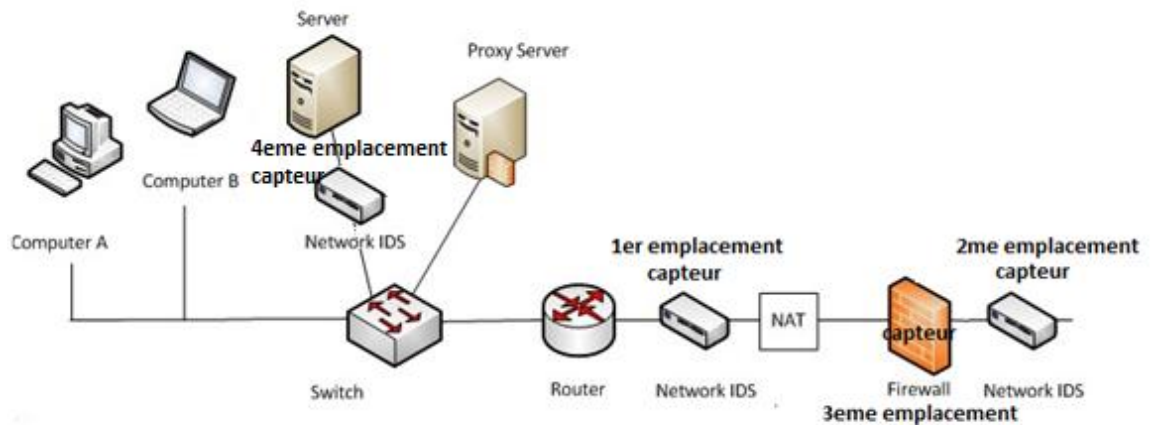 Server
Proxy Server
4eme emplacement
capteur
Computer B
Computer A
Network IDS
1er emplacement
capteur
2me emplacement
capteur
NAT
capteur
Switch
Router
Network IDS
Firewall
Network IDS
3eme emplacement